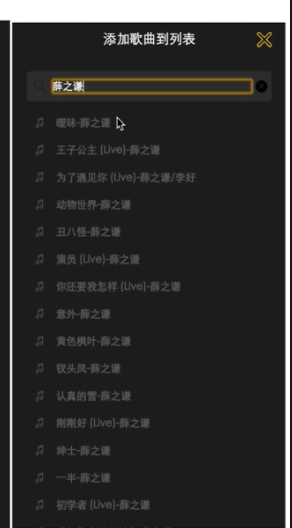 添加歌曲到列表
薛之谦
暧昧-薛之谦
王子公主 (Live)-薛之谦
为了遇见你 (Live)-薛之谦/李好
动物世界-薛之谦
丑八怪-薛之谦
演员 (Live)-薛之谦
你还要我怎样 (Live)-薛之谦
意外-薛之谦
黄色枫叶-薛之谦
钗头凤-薛之谦
认真的雪-薛之谦
刚刚好 (Live)-薛之谦
绅士-薛之谦
一半-薛之谦
初学者 (Live)-薛之谦